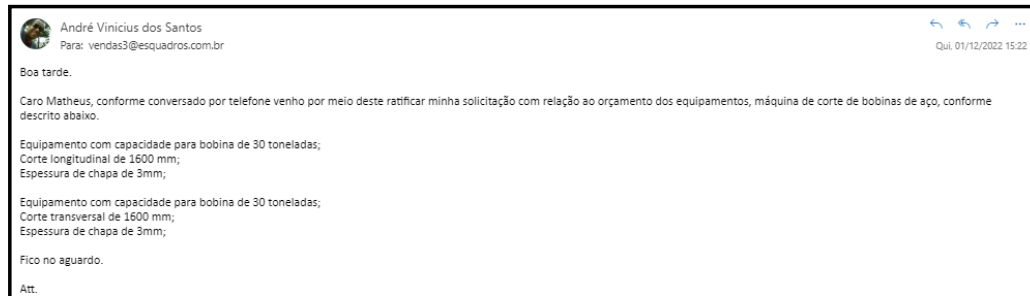 André Vinicius dos Santos
Para: vendas3@esquadros.com.br
Qui, 01/12/2022 15:22
Boa tarde.
Caro Matheus, conforme conversado por telefone venho por meio deste ratificar minha solicitação com relação ao orçamento dos equipamentos, máquina de corte de bobinas de aço, conforme
descrito abaixo.
Equipamento com capacidade para bobina de 30 toneladas;
Corte longitudinal de 1600 mm;
Espessura de chapa de 3mm;
Equipamento com capacidade para bobina de 30 toneladas;
Corte transversal de 1600 mm;
Espessura de chapa de 3mm;
Fico no aguardo.
Att.